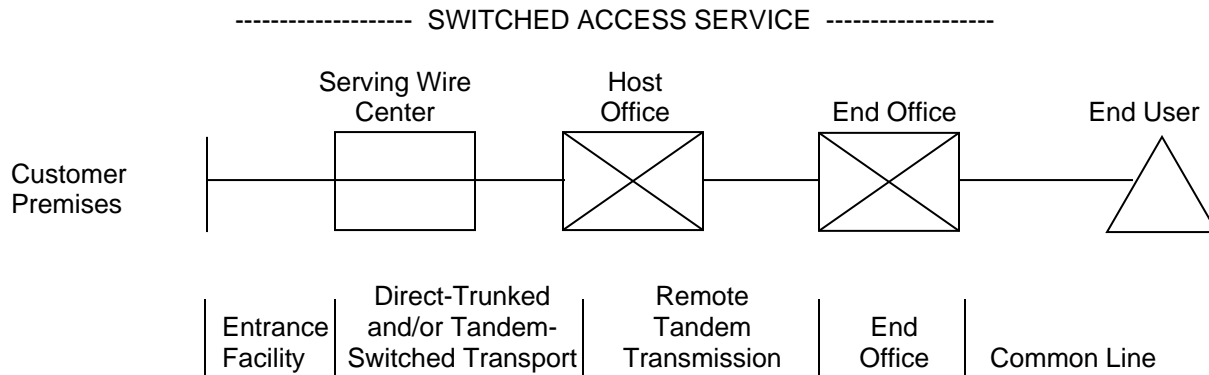 -------------------- SWITCHED ACCESS SERVICE -------------------
Serving Wire Center
Host Office
End Office
End User
Customer Premises
Entrance Facility
Direct-Trunked and/or Tandem-Switched Transport
Remote Tandem Transmission
End Office
Common Line